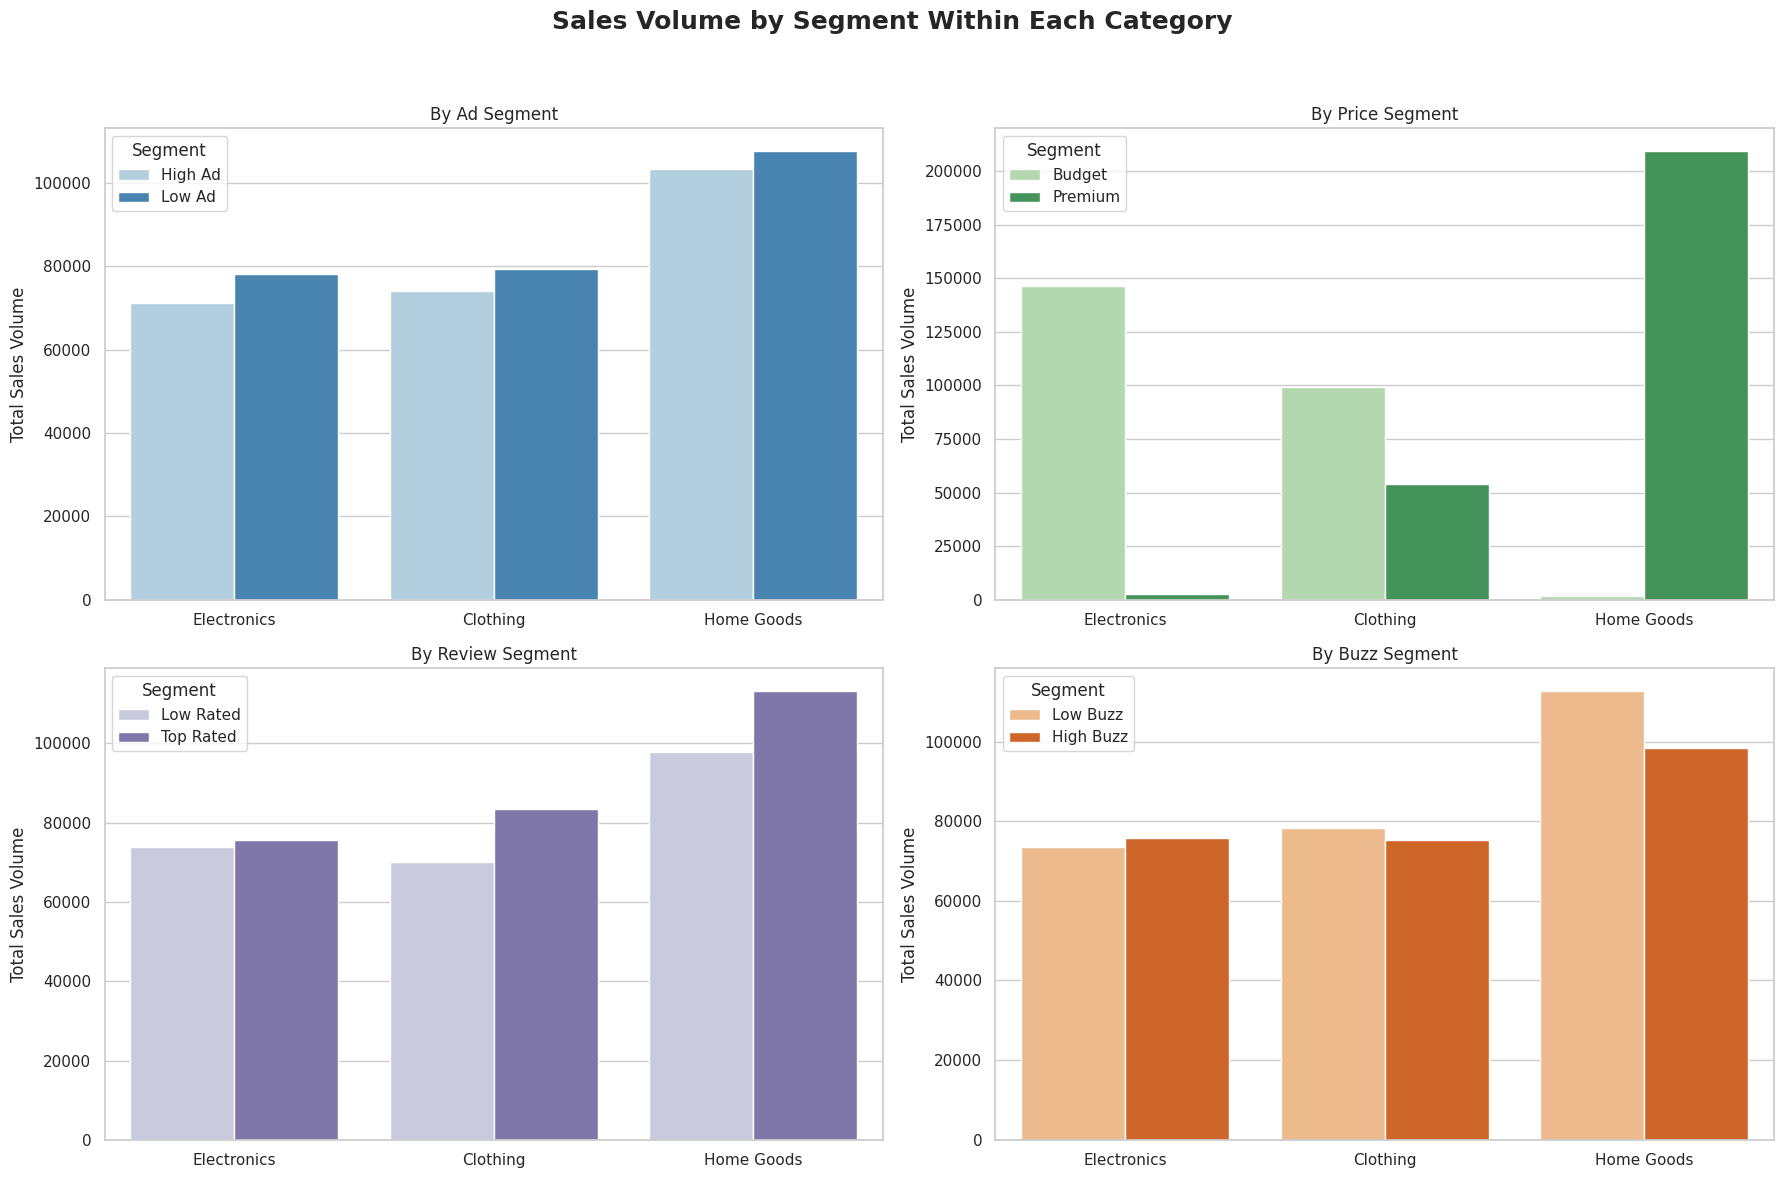 Sales Volume by Segment Within Each Category
By Ad Segment
Segment
High Ad
Low Ad
Total Sales Volume
100000
80000
60000
40000
20000
0
Electronics
Clothing
Home Goods
By Price Segment
Segment
Budget
Premium
Total Sales Volume
200000
175000
150000
125000
100000
75000
50000
25000
0
Electronics
Clothing
Home Goods
By Review Segment
Segment
Low Rated
Top Rated
Total Sales Volume
100000
80000
60000
40000
20000
0
Electronics
Clothing
Home Goods
By Buzz Segment
Segment
Low Buzz
High Buzz
Total Sales Volume
100000
80000
60000
40000
20000
0
Electronics
Clothing
Home Goods